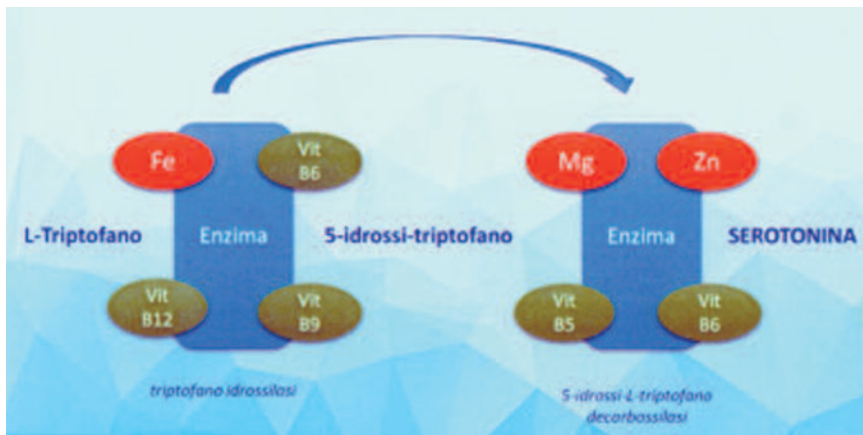 Fe
Vit
B6
Mg
Zn
L-Triptofano
Enzima
5-idrossi-triptofano
Enzima
SEROTONINA
Vit
B12
Vit
B9
Vit
B5
Vit
B6
triptofano idrossilasi
5-idrossi-L-triptofano
decarbossilasi